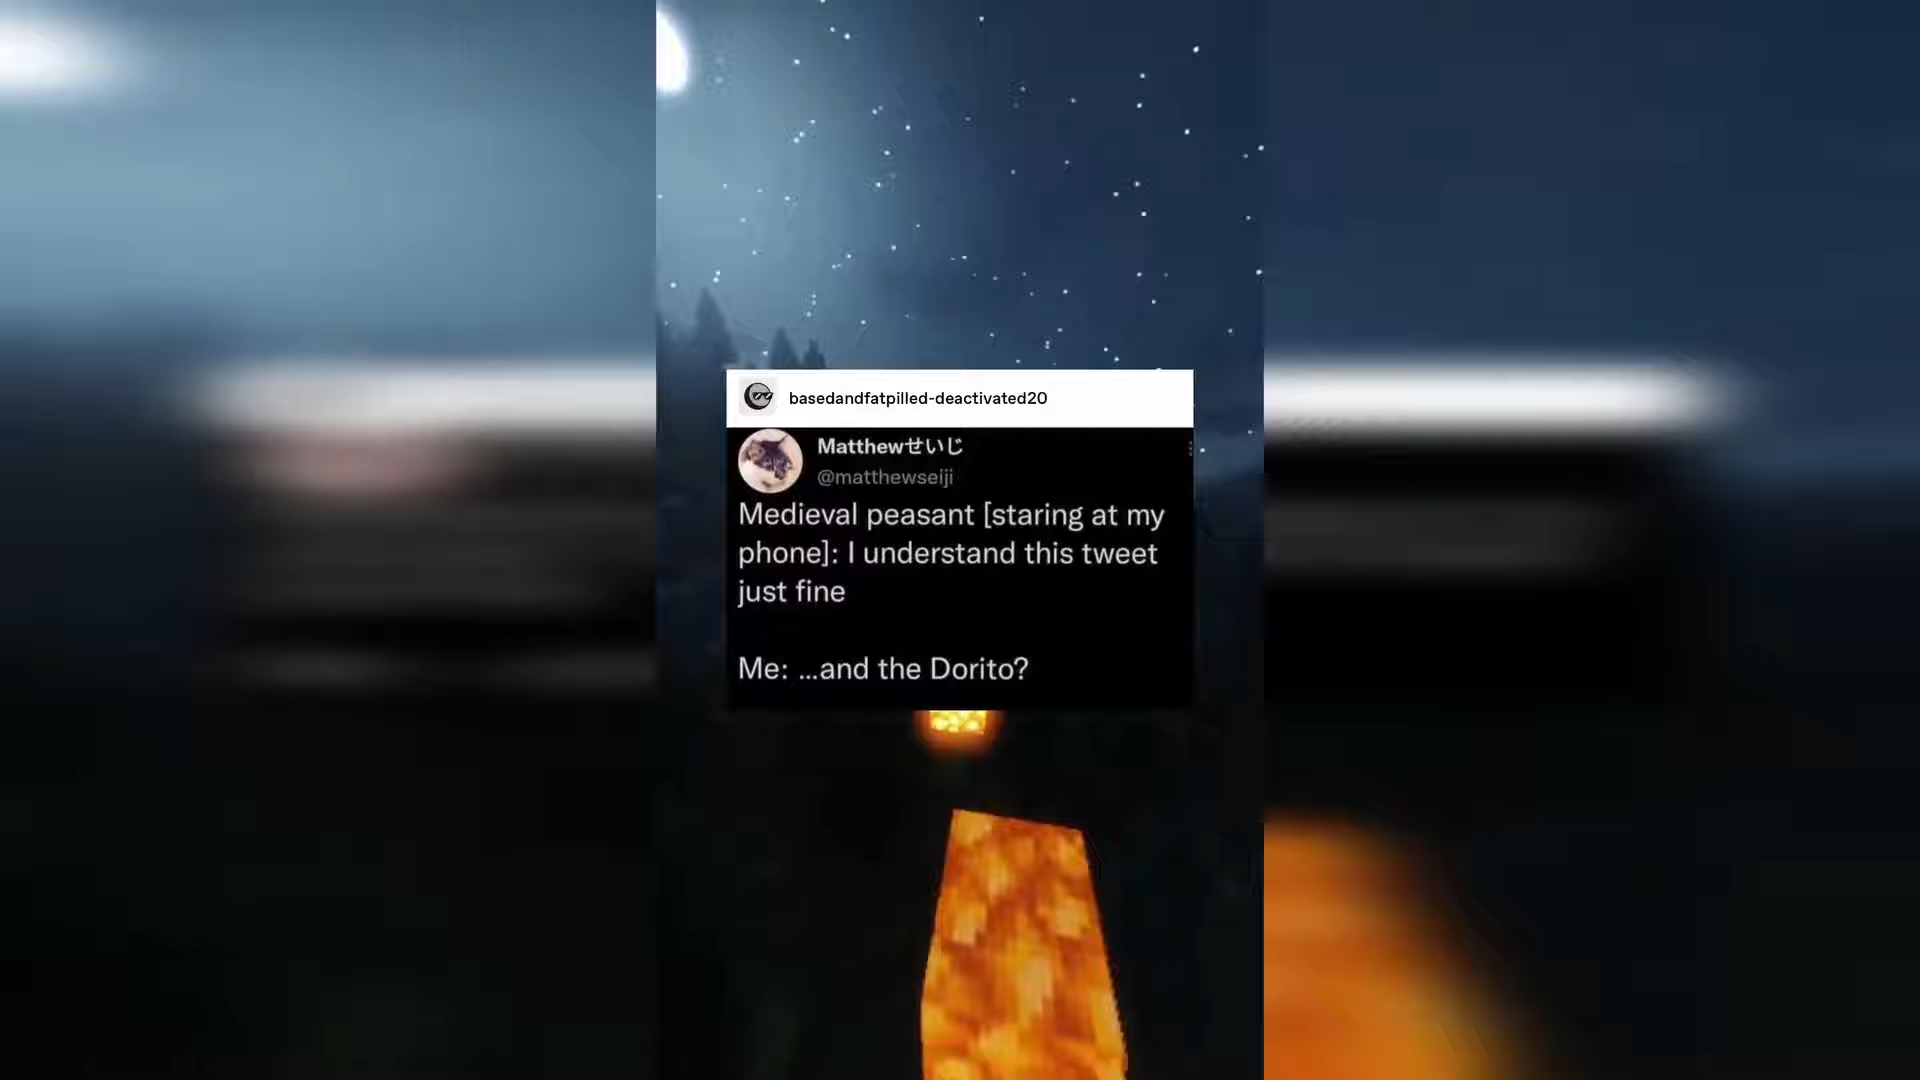 basedandfatpilled-deactivated20
Matthewせいじ
@matthewseiji
Medieval peasant [staring at my
phone]: I understand this tweet
just fine
Me: ...and the Dorito?